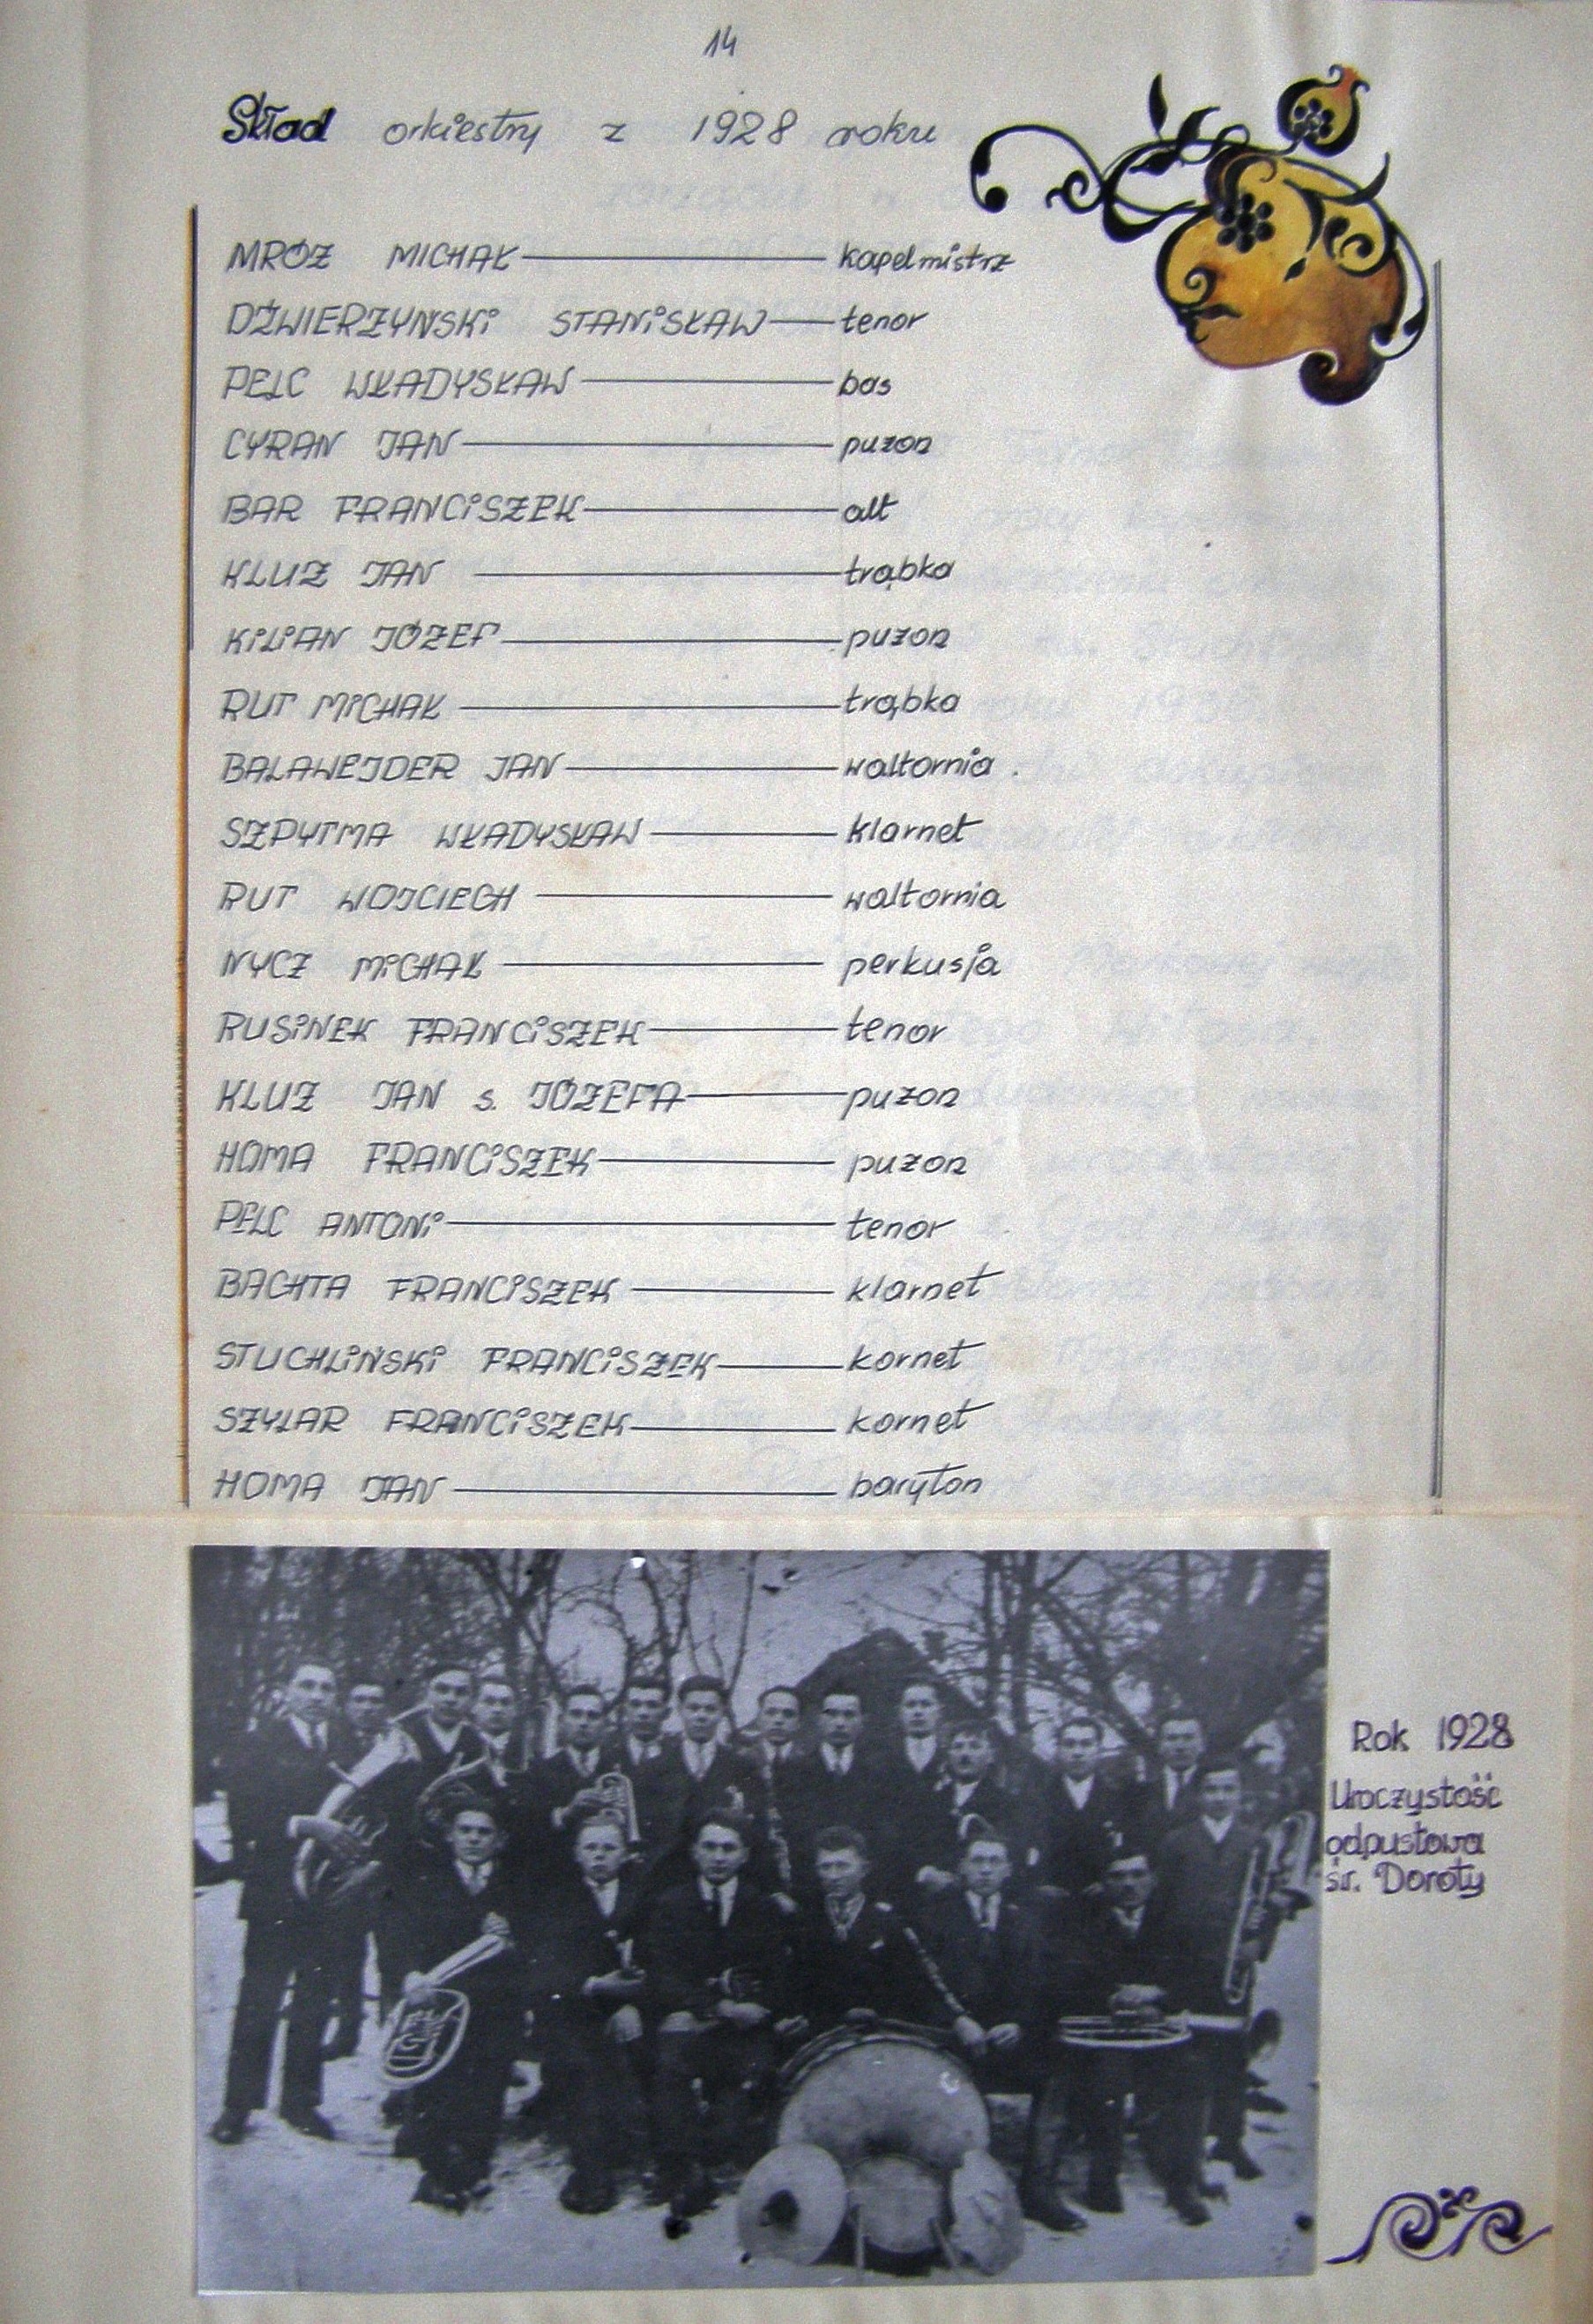 14
Skład orkiestry z 1928 roku
MRÓZ MICHAŁ — kapelmistrz
DŹWIERZYŃSKI STANISŁAW — tenor
PELC WŁADYSŁAW — bas
CYRAN JAN — puzon
BAR FRANCISZEK — alt
KLUZ JAN — trąbka
KILIAN JÓZEF — puzon
RUT MICHAŁ — trąbka
BALAWEJDER JAN — waltornia.
SZPYTMA WŁADYSŁAW — klarnet
RUT WOJCIECH — waltornia
NYCZ MICHAŁ — perkusja
RUSINEK FRANCISZEK — tenor
KLUZ JAN s. JÓZEFA — puzon
HOMA FRANCISZEK — puzon
PELC ANTONI — tenor
BACHTA FRANCISZEK — klarnet
STUCHLIŃSKI FRANCISZEK — kornet
SZYLAR FRANCISZEK — kornet
HOMA JAN — baryton
Rok 1928
Uroczystość
odpustowa
św. Doroty